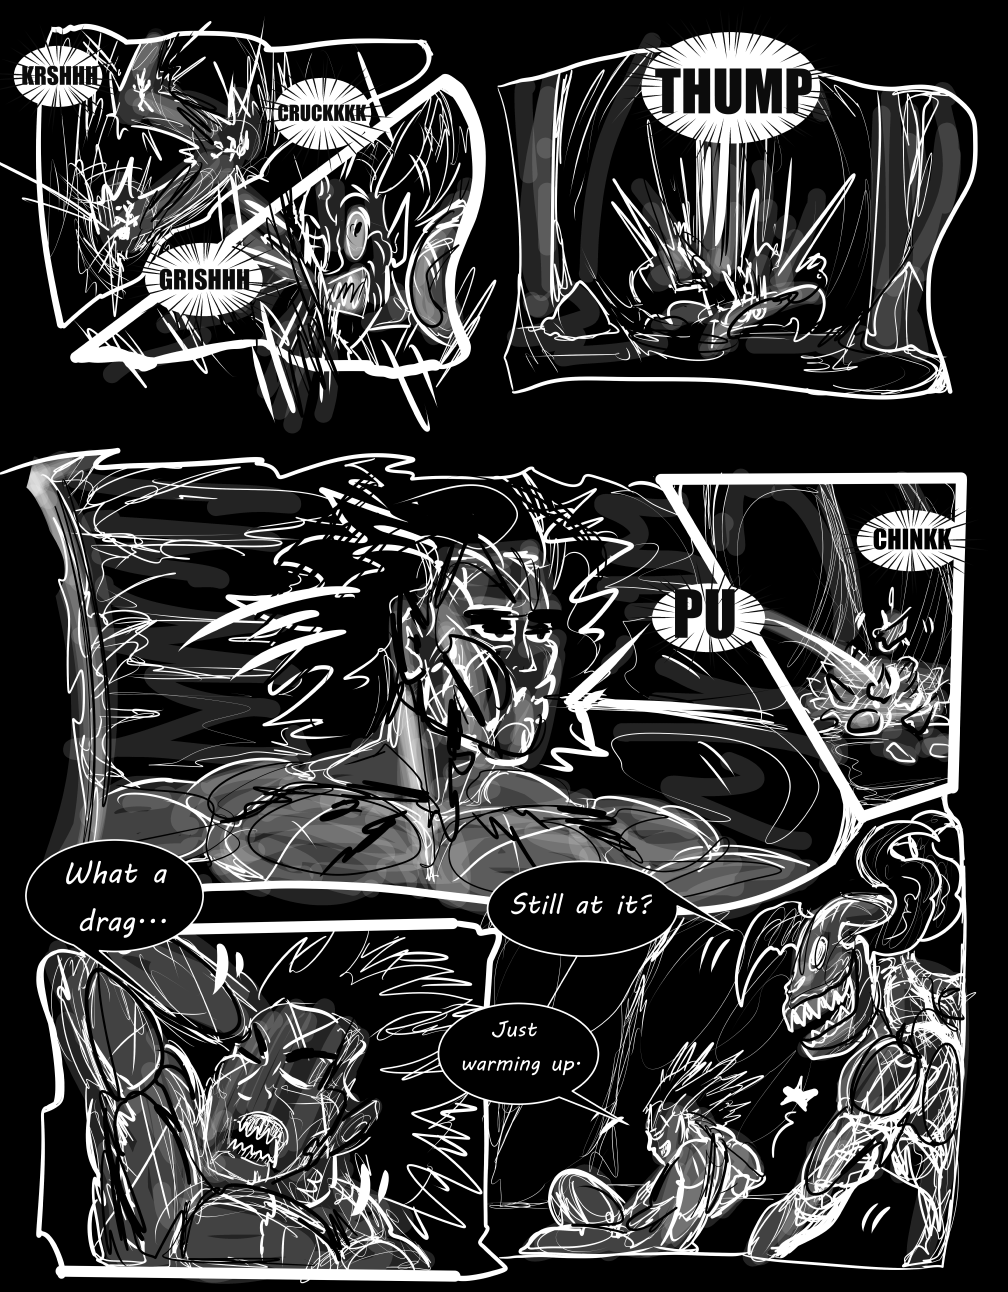 KRSHHH
CRUCKKKK
GRISHHH
THUMP
PU
CHINKK
What a
drag...
Still at it?
Just
warming up.